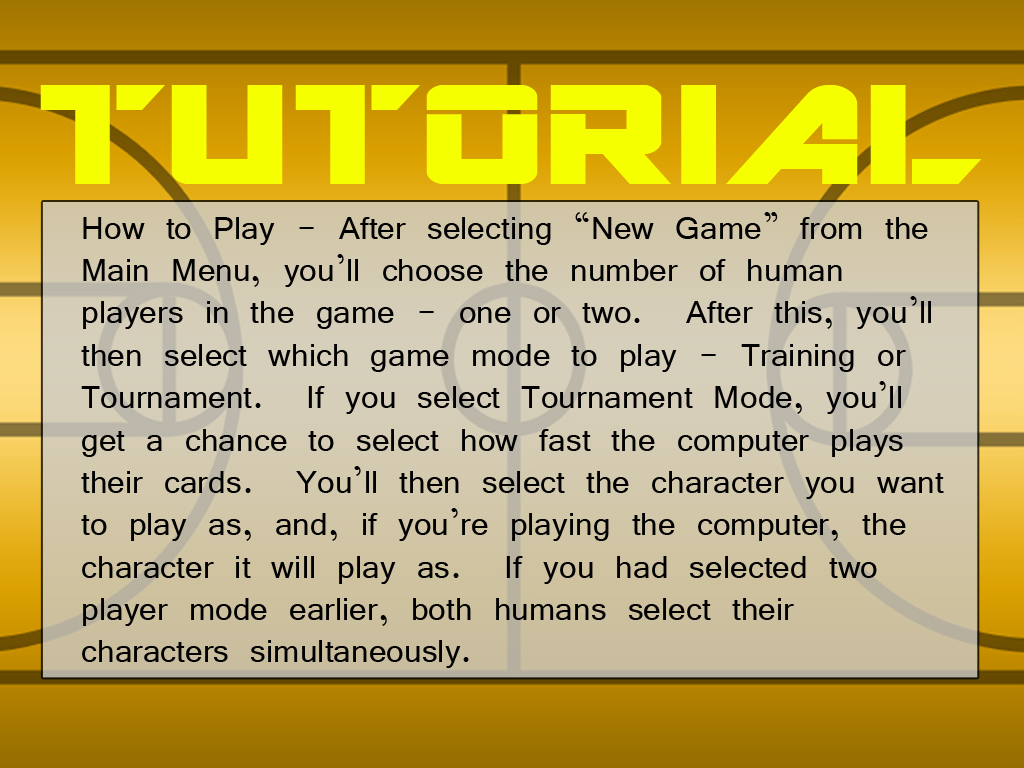 TUTORIAL
How to Play - After selecting “New Game” from the
Main Menu, you’ll choose the number of human
players in the game - one or two.  After this, you’ll
then select which game mode to play - Training or
Tournament.  If you select Tournament Mode, you’ll
get a chance to select how fast the computer plays
their cards.  You’ll then select the character you want
to play as, and, if you’re playing the computer, the
character it will play as.  If you had selected two
player mode earlier, both humans select their
characters simultaneously.